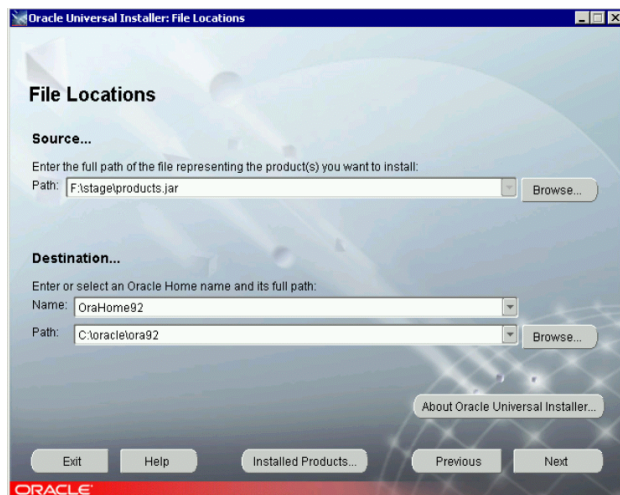 Oracle Universal Installer: File Locations
File Locations
Source...
Enter the full path of the file representing the product(s) you want to install:
Path: F:\stage\products.jar Browse...
Destination...
Enter or select an Oracle Home name and its full path:
Name: OraHome92
Path: C:\oracle\ora92 Browse...
About Oracle Universal Installer...
Exit Help Installed Products... Previous Next
ORACLE